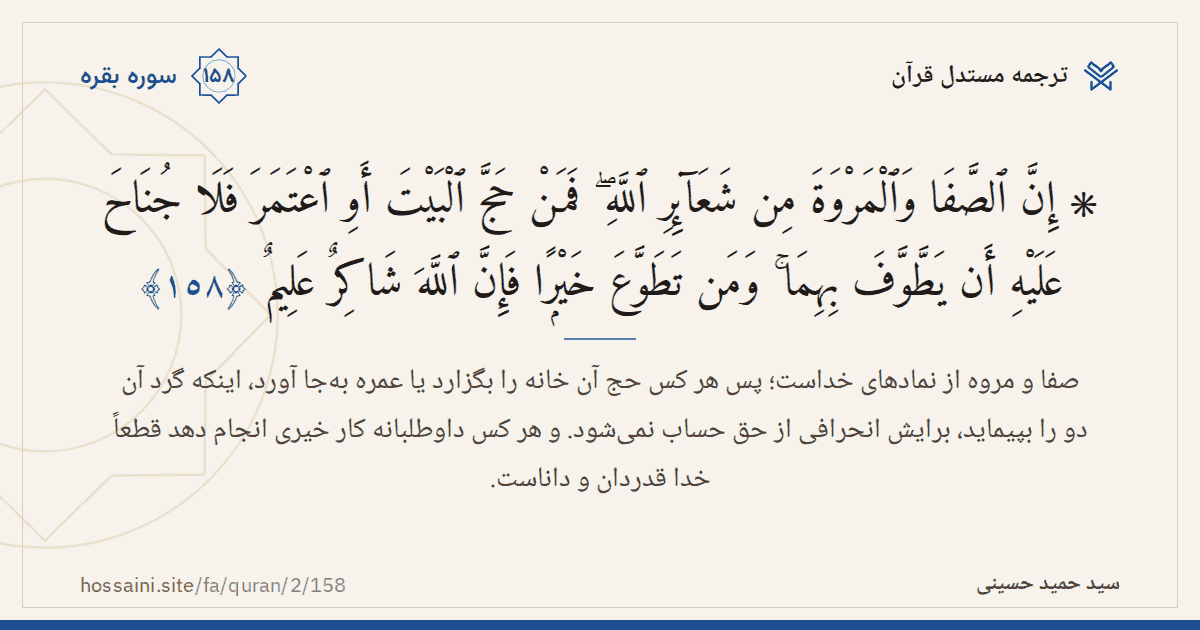 ترجمه مستدل قرآن
۱۵۸ سوره بقره
* إِنَّ ٱلصَّفَا وَٱلْمَرْوَةَ مِن شَعَآئِرِ ٱللَّهِۖ فَمَنْ حَجَّ ٱلْبَيْتَ أَوِ ٱعْتَمَرَ فَلَا جُنَاحَ
عَلَيْهِ أَن يَطَّوَّفَ بِهِمَاۚ وَمَن تَطَوَّعَ خَيْرًۭا فَإِنَّ ٱللَّهَ شَاكِرٌ عَلِيمٌ ﴿١٥٨﴾
صفا و مروه از نمادهای خداست؛ پس هر کس حج آن خانه را بگزارد یا عمره به‌جا آورد، اینکه گرد آن
دو را بپیماید، برایش انحرافی از حق حساب نمی‌شود. و هر کس داوطلبانه کار خیری انجام دهد قطعاً
خدا قدردان و داناست.
سید حمید حسینی
hossaini.site/fa/quran/2/158